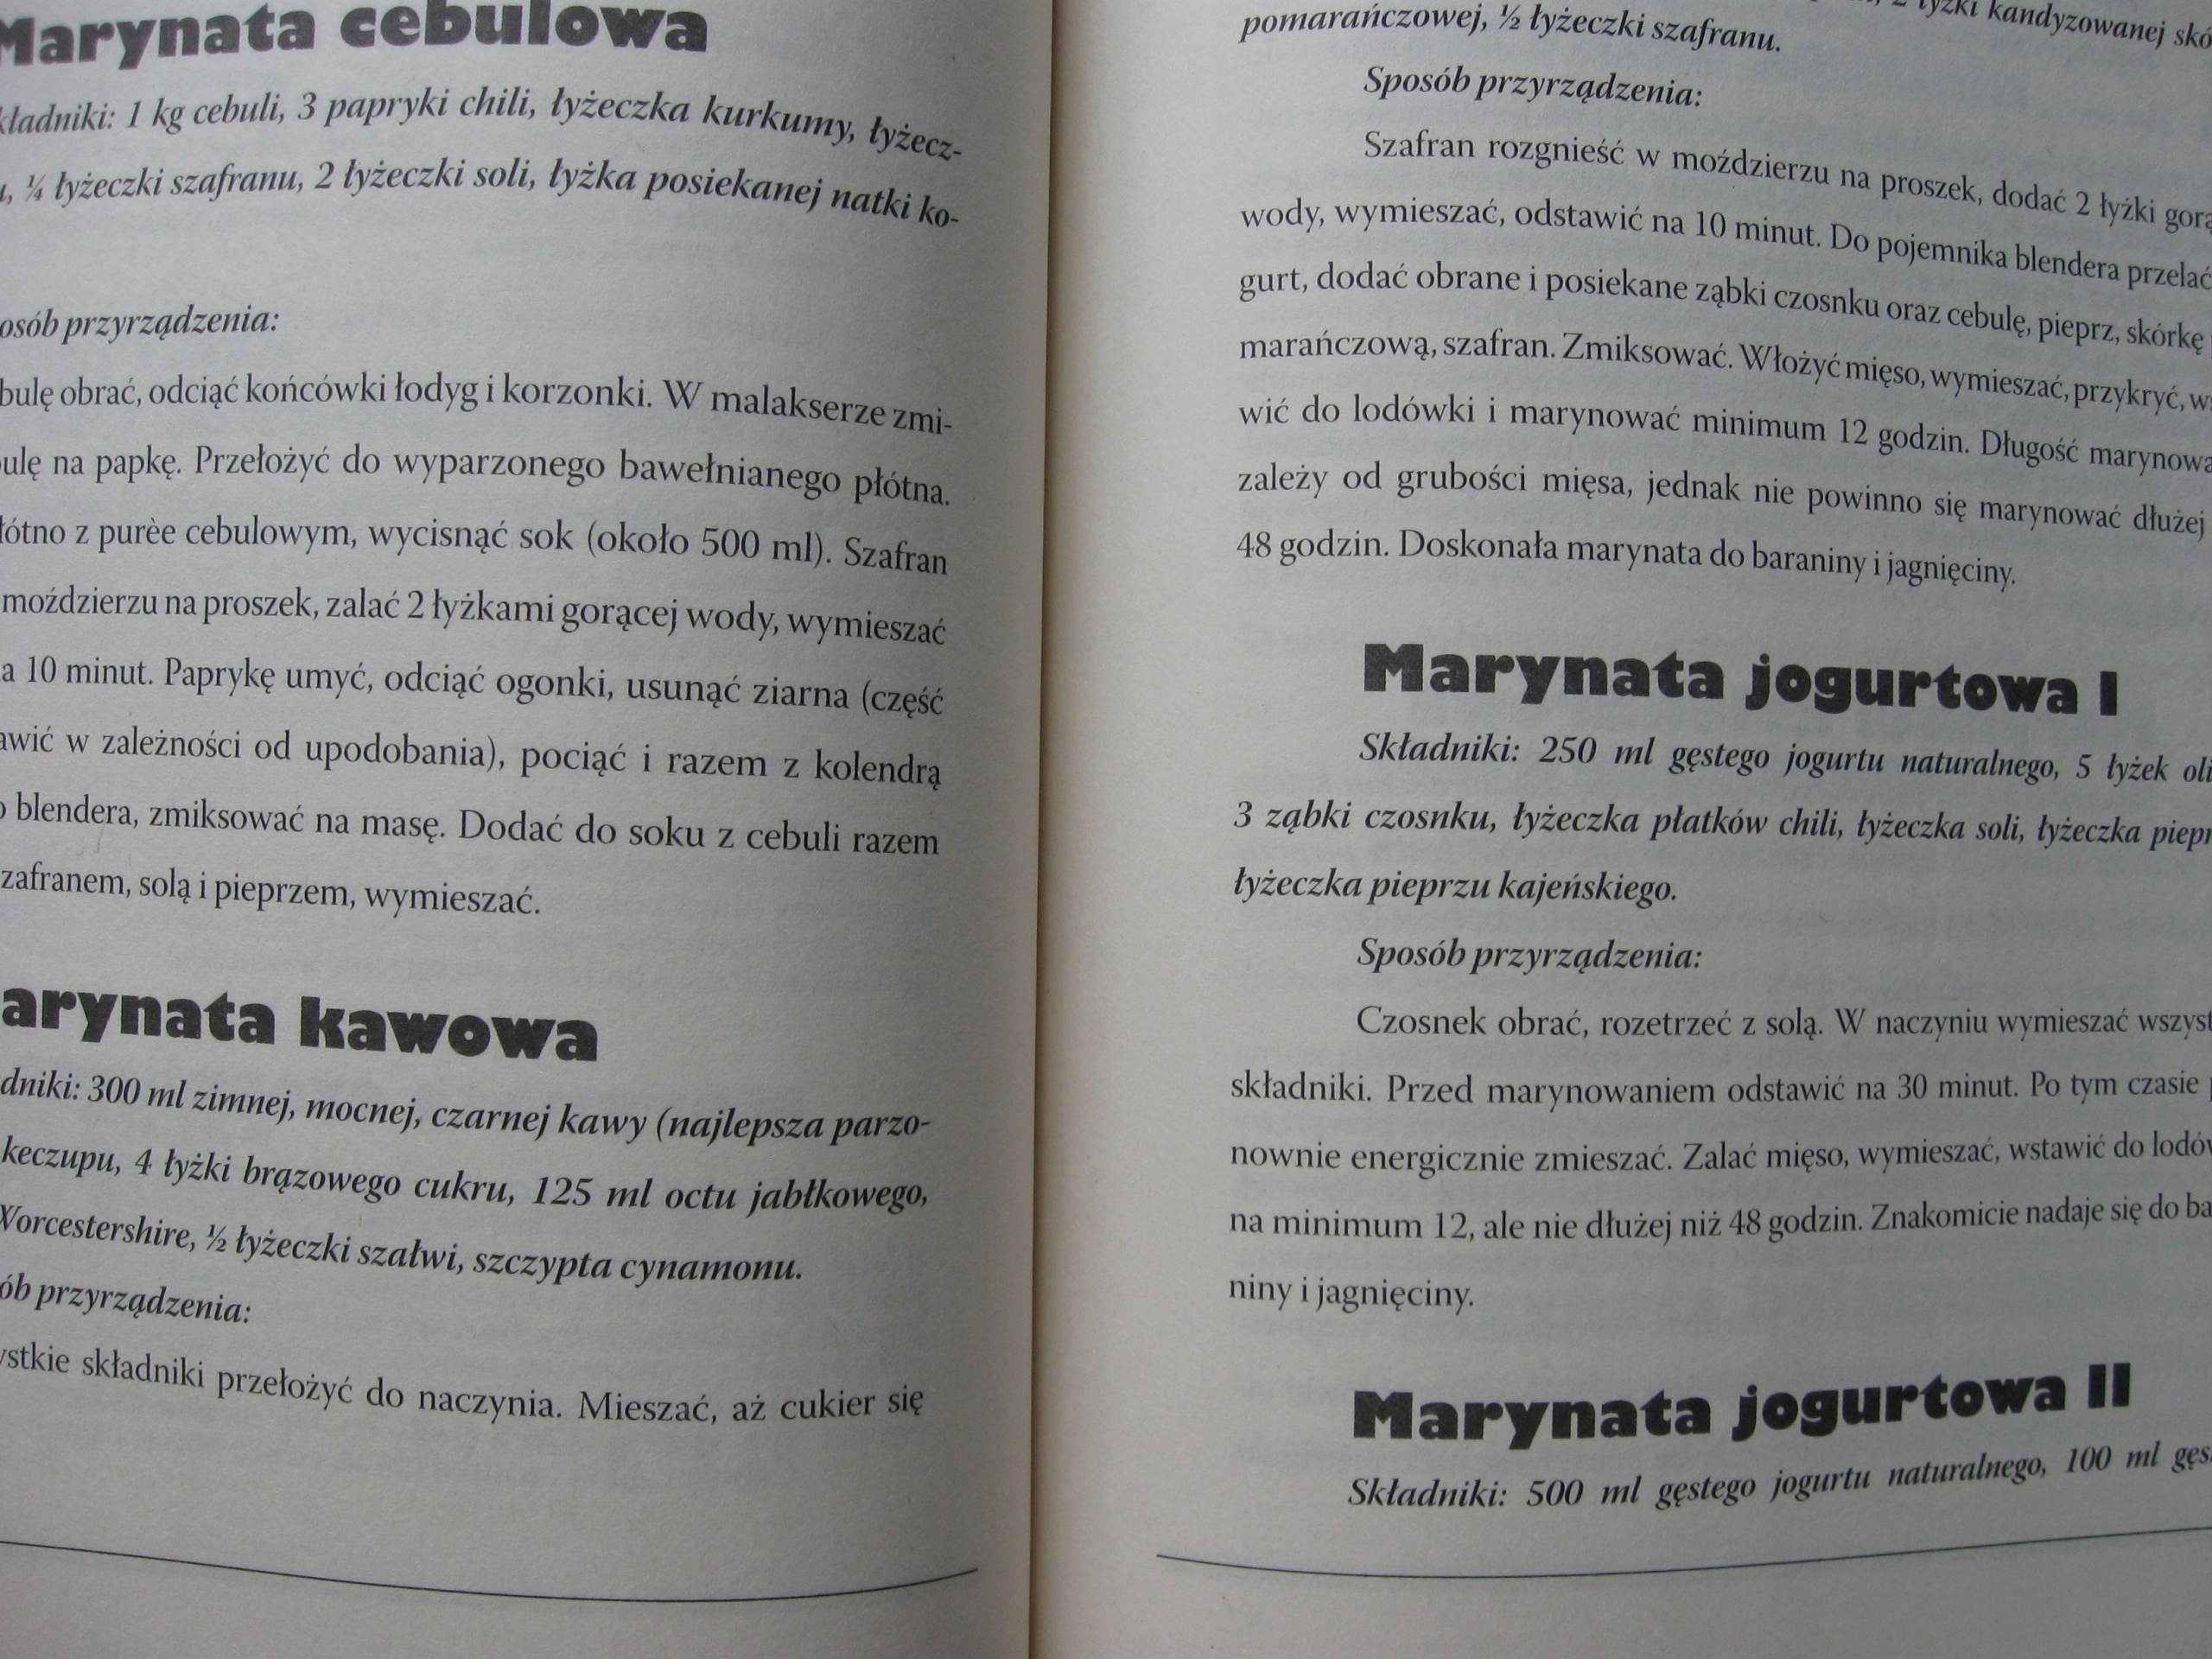 Marynata cebulowa
kładniki: 1 kg cebuli, 3 papryki chili, łyżeczka kurkumy, łyżecz-
u, ¼ łyżeczki szafranu, 2 łyżeczki soli, łyżka posiekanej natki ko-
osób przyrządzenia:
bulę obrać, odciąć końcówki łodyg i korzonki. W malakserze zmi-
ulę na papkę. Przełożyć do wyparzonego bawełnianego płótna.
łótno z purèe cebulowym, wycisnąć sok (około 500 ml). Szafran
moździerzu na proszek, zalać 2 łyżkami gorącej wody, wymieszać
a 10 minut. Paprykę umyć, odciąć ogonki, usunąć ziarna (część
awić w zależności od upodobania), pociąć i razem z kolendrą
o blendera, zmiksować na masę. Dodać do soku z cebuli razem
zafranem, solą i pieprzem, wymieszać.
arynata kawowa
dniki: 300 ml zimnej, mocnej, czarnej kawy (najlepsza parzo-
keczupu, 4 łyżki brązowego cukru, 125 ml octu jabłkowego,
Worcestershire, ½ łyżeczki szałwi, szczypta cynamonu.
ób przyrządzenia:
ystkie składniki przełożyć do naczynia. Mieszać, aż cukier się
2 łyżki kandyzowanej skó
pomarańczowej, ½ łyżeczki szafranu.
Sposób przyrządzenia:
Szafran rozgnieść w moździerzu na proszek, dodać 2 łyżki gorą
wody, wymieszać, odstawić na 10 minut. Do pojemnika blendera przelać
gurt, dodać obrane i posiekane ząbki czosnku oraz cebulę, pieprz, skórkę
marańczową, szafran. Zmiksować. Włożyć mięso, wymieszać, przykryć, ws
wić do lodówki i marynować minimum 12 godzin. Długość marynowa
zależy od grubości mięsa, jednak nie powinno się marynować dłużej
48 godzin. Doskonała marynata do baraniny i jagnięciny.
Marynata jogurtowa I
Składniki: 250 ml gęstego jogurtu naturalnego, 5 łyżek oli
3 ząbki czosnku, łyżeczka płatków chili, łyżeczka soli, łyżeczka piepr
łyżeczka pieprzu kajeńskiego.
Sposób przyrządzenia:
Czosnek obrać, rozetrzeć z solą. W naczyniu wymieszać wszyst
składniki. Przed marynowaniem odstawić na 30 minut. Po tym czasie p
nownie energicznie zmieszać. Zalać mięso, wymieszać, wstawić do lodów
na minimum 12, ale nie dłużej niż 48 godzin. Znakomicie nadaje się do ba
niny i jagnięciny.
Marynata jogurtowa II
Składniki: 500 ml gęstego jogurtu naturalnego, 100 ml gęs